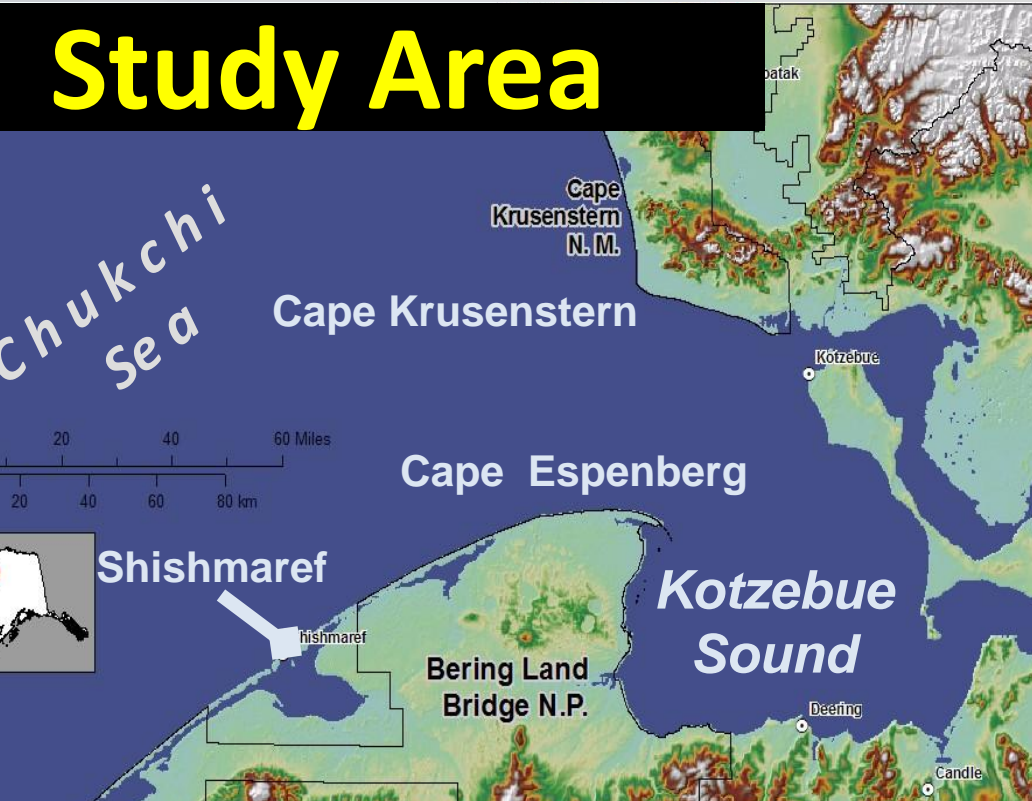 Study Area
Cape
Krusenstern
N. M.
Chukchi
Sea
Cape Krusenstern
Kotzebue
20 40 60 Miles
20 40 60 80 km
Cape Espenberg
Shishmaref
Kotzebue
Sound
Bering Land
Bridge N.P.
Deering
Candle